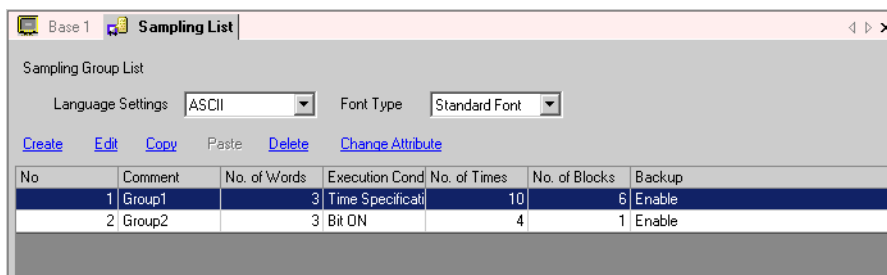 Base 1 Sampling List
Sampling Group List
Language Settings ASCII Font Type Standard Font
Create Edit Copy Paste Delete Change Attribute
No Comment No. of Words Execution Cond No. of Times No. of Blocks Backup
1 Group1 3 Time Specificati 10 6 Enable
2 Group2 3 Bit ON 4 1 Enable